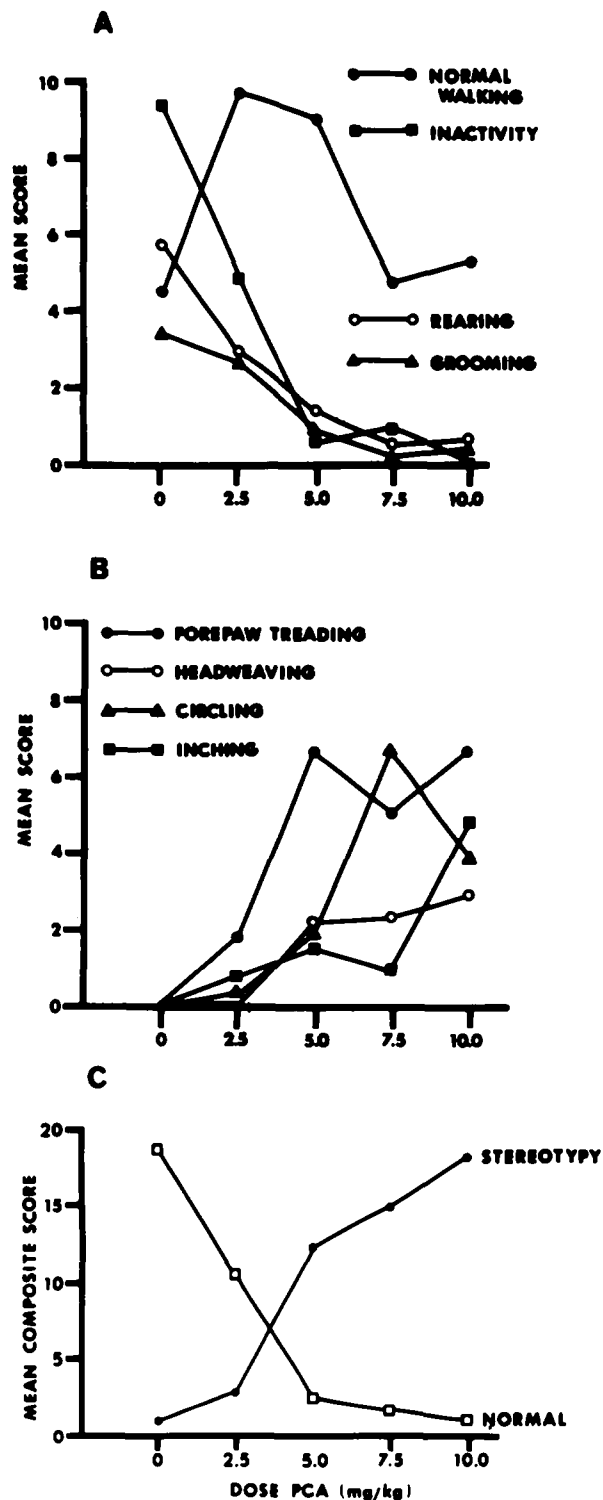 A
10
8
6
4
2
0
MEAN SCORE
NORMAL
WALKING
INACTIVITY
REARING
GROOMING
0 2.5 5.0 7.5 10.0
B
10
8
6
4
2
0
MEAN SCORE
FOREPAW TREADING
HEADWEAVING
CIRCLING
INCHING
0 2.5 5.0 7.5 10.0
C
20
15
10
5
0
MEAN COMPOSITE SCORE
STEREOTYPY
NORMAL
0 2.5 5.0 7.5 10.0
DOSE PCA (mg/kg)